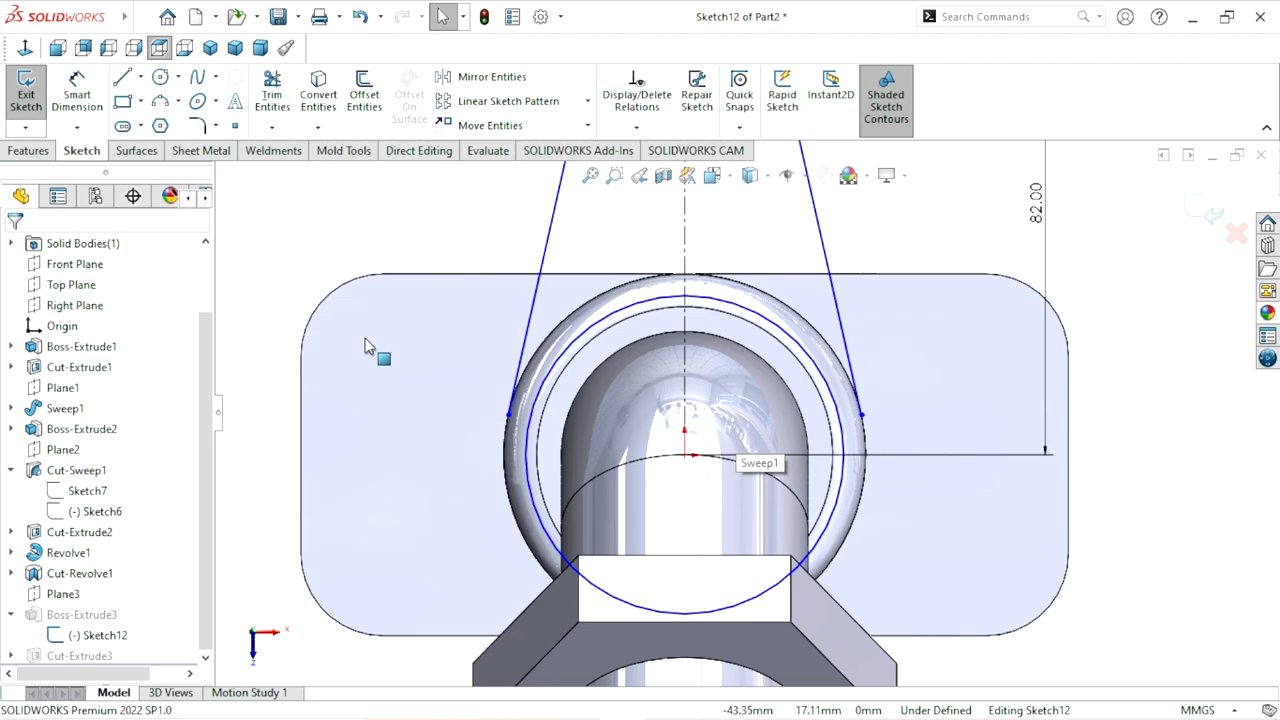 SOLIDWORKS
Sketch12 of Part2 *
Search Commands
Exit Sketch
Smart Dimension
Trim Entities
Convert Entities
Offset Entities
Offset On Surface
Mirror Entities
Linear Sketch Pattern
Move Entities
Display/Delete Relations
Repair Sketch
Quick Snaps
Rapid Sketch
Instant2D
Shaded Sketch Contours
Features
Sketch
Surfaces
Sheet Metal
Weldments
Mold Tools
Direct Editing
Evaluate
SOLIDWORKS Add-Ins
SOLIDWORKS CAM
Solid Bodies(1)
Front Plane
Top Plane
Right Plane
Origin
Boss-Extrude1
Cut-Extrude1
Plane1
Sweep1
Boss-Extrude2
Plane2
Cut-Sweep1
Sketch7
(-) Sketch6
Cut-Extrude2
Revolve1
Cut-Revolve1
Plane3
Boss-Extrude3
(-) Sketch12
Cut-Extrude3
82.00
Sweep1
x
z
Model
3D Views
Motion Study 1
SOLIDWORKS Premium 2022 SP1.0
-43.35mm
17.11mm
0mm
Under Defined
Editing Sketch12
MMGS